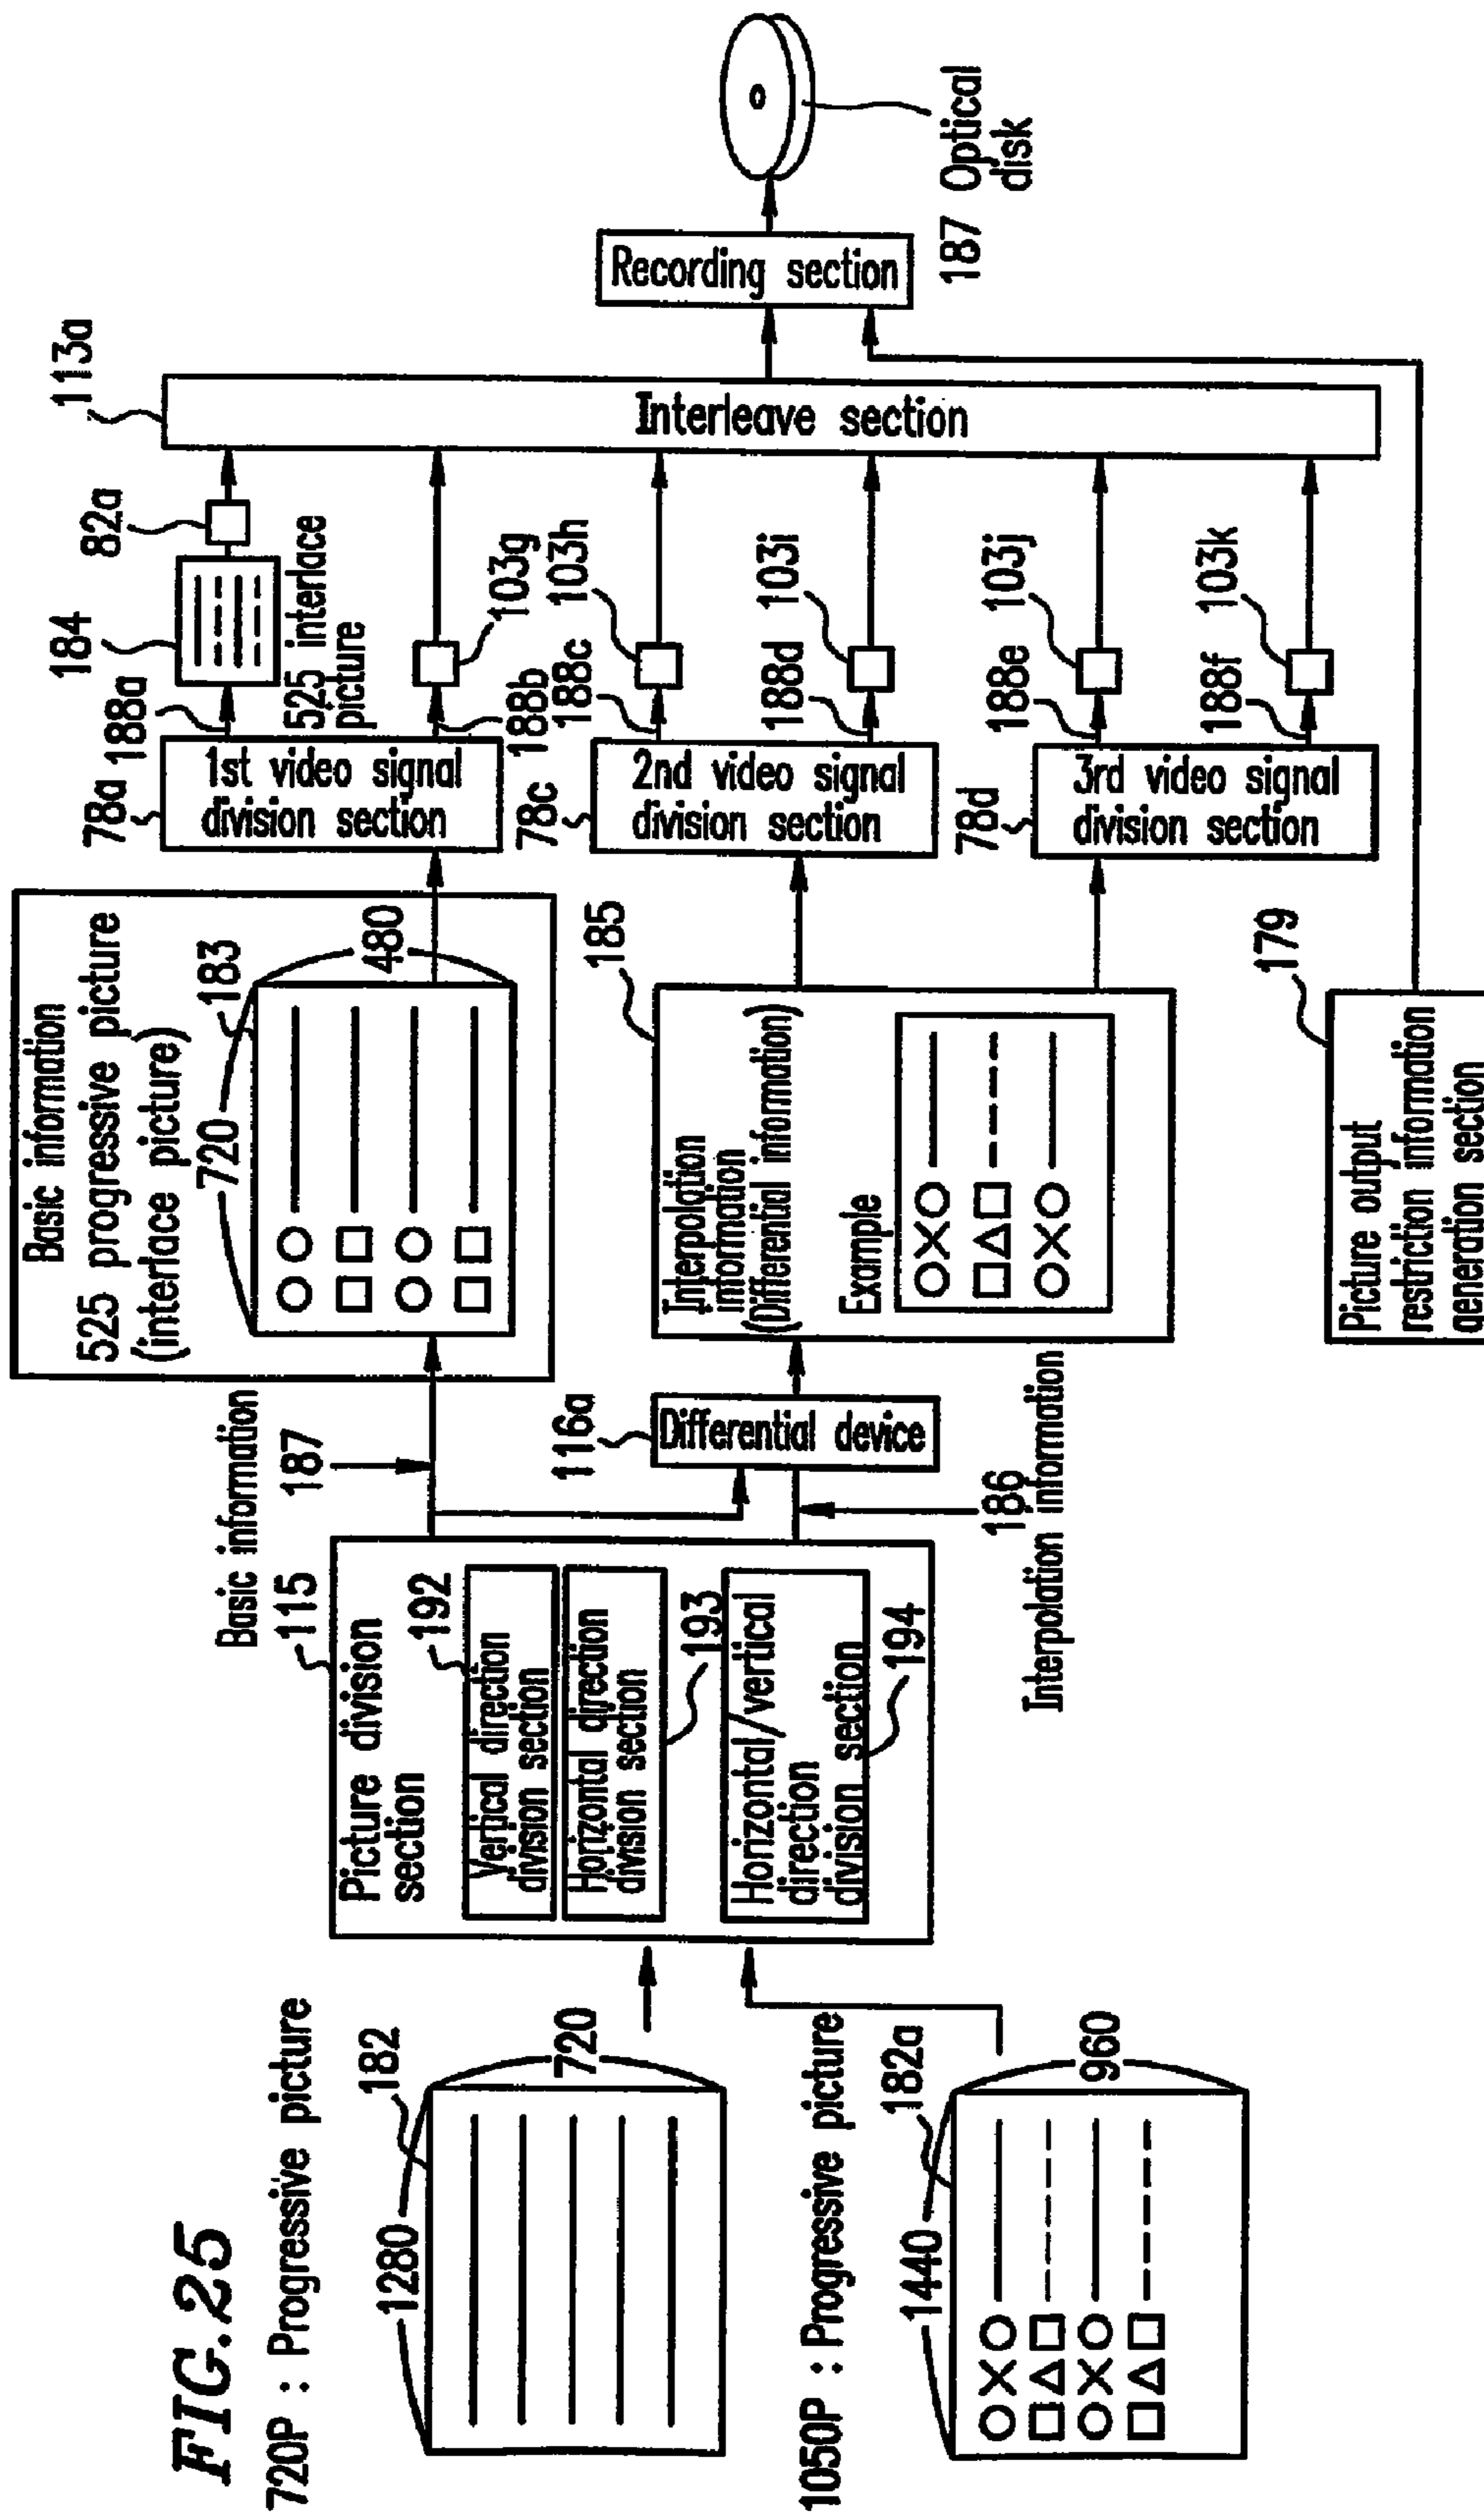 FIG.25
720P : Progressive picture
1280
182
720
1050P : Progressive picture
1440
182a
960
Picture division
section
115
192
Vertical direction
division section
Horizontal direction
division section
193
Horizontal/vertical
direction
division section
194
Basic information
187
116a
Differential device
186
Interpolation information
Basic information
525 progressive picture
(interface picture)
720
183
480
Interpolation
information
(Differential information)
185
Example
Picture output
restriction information
generation section
179
78a
1st video signal
division section
78c
2nd video signal
division section
78d
3rd video signal
division section
188a
184
82a
525 interlace
picture
188b
103g
188c
103h
188d
103i
188e
103j
188f
103k
113a
Interleave section
Recording section
187 Optical
disk